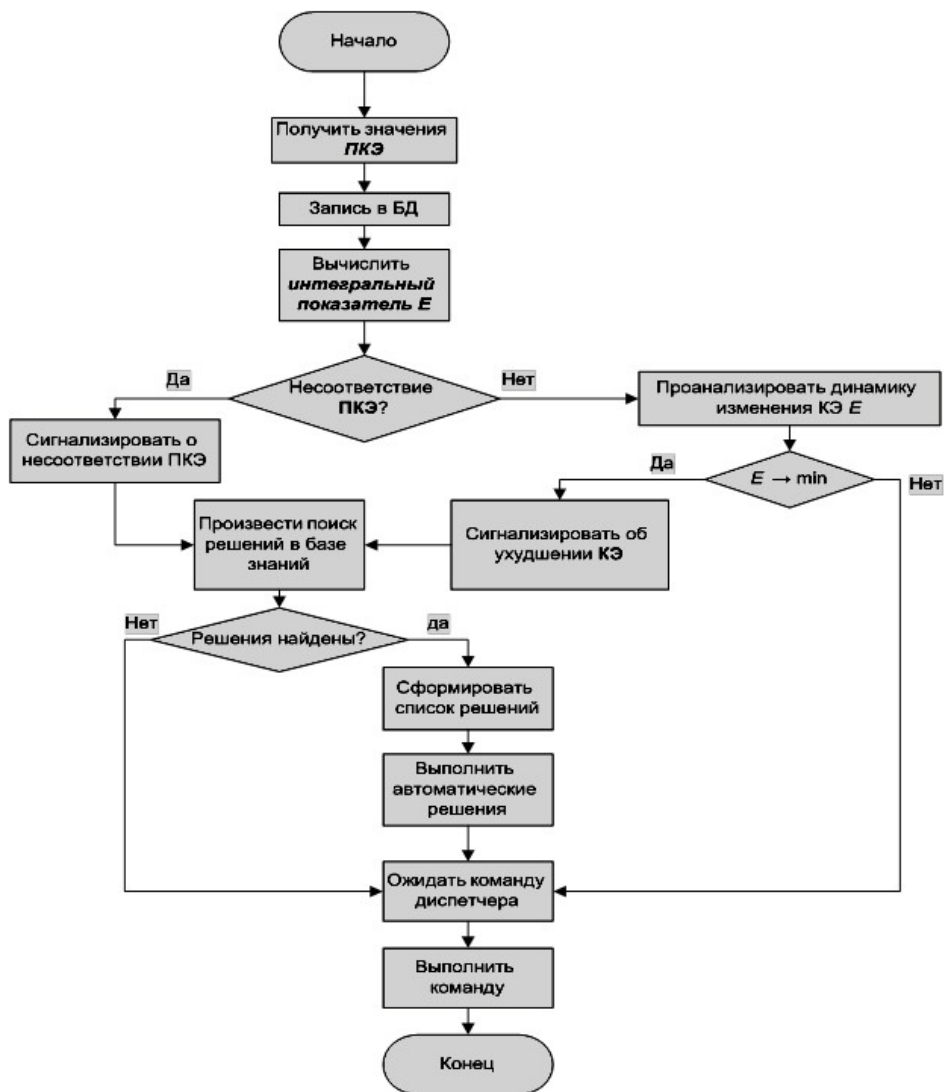 Начало
Получить значения
ПКЭ
Запись в БД
Вычислить
интегральный
показатель E
Да
Несоответствие
ПКЭ?
Нет
Проанализировать динамику
изменения КЭ E
Сигнализировать о
несоответствии ПКЭ
Да
E → min
Нет
Произвести поиск
решений в базе
знаний
Сигнализировать об
ухудшении КЭ
Нет
Решения найдены?
да
Сформировать
список решений
Выполнить
автоматические
решения
Ожидать команду
диспетчера
Выполнить
команду
Конец